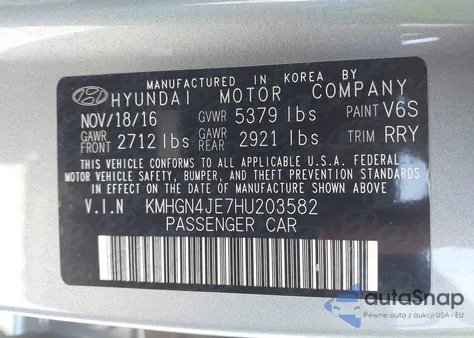 MANUFACTURED IN KOREA BY
HYUNDAI MOTOR COMPANY
NOV/18/16 GVWR 5379 lbs PAINT V6S
GAWR FRONT 2712 lbs GAWR REAR 2921 lbs TRIM RRY
THIS VEHICLE CONFORMS TO ALL APPLICABLE U.S.A. FEDERAL
MOTOR VEHICLE SAFETY, BUMPER, AND THEFT PREVENTION
STANDARDS IN EFFECT ON THE DATE OF MANUFACTURE SHOWN ABOVE.
V.I.N KMHGN4JE7HU203582
PASSENGER CAR
autoSnap
Pewne auta z aukcji USA i EU